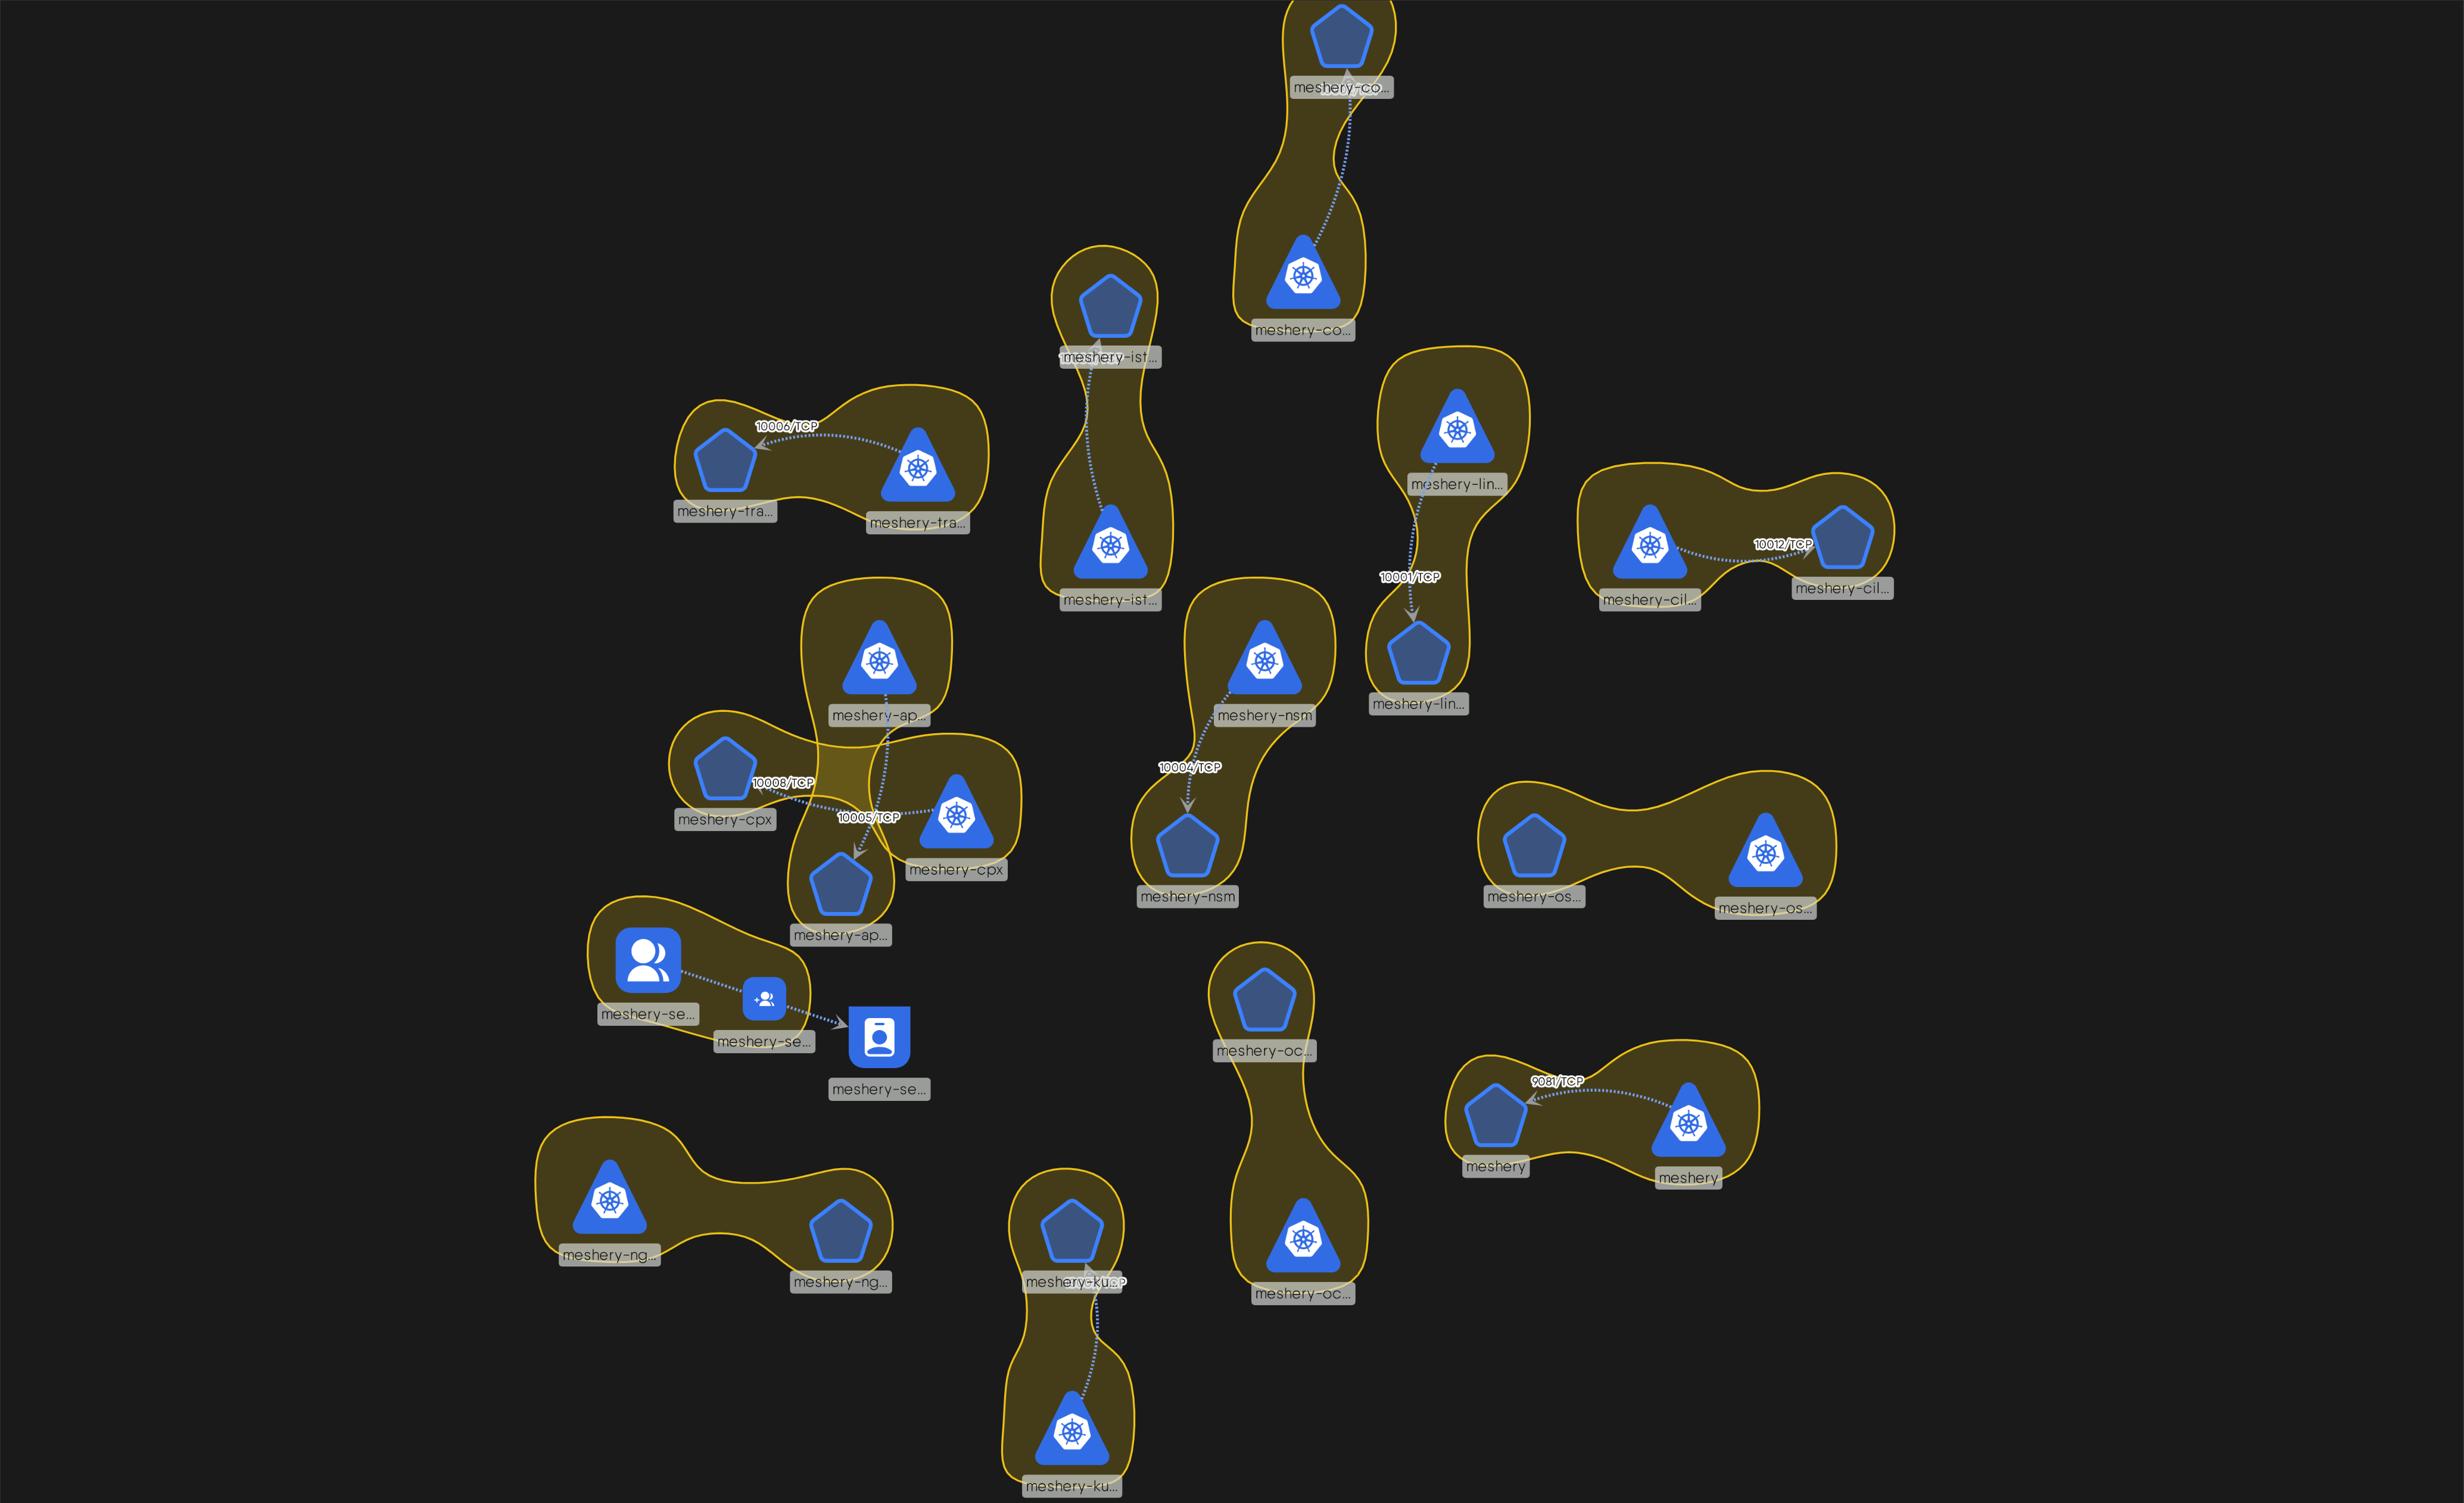 meshery-co...
meshery-co...
meshery-ist...
meshery-ist...
10006/TCP
meshery-tra...
meshery-tra...
meshery-lin...
10001/TCP
meshery-lin...
10012/TCP
meshery-cil...
meshery-cil...
meshery-ap...
10008/TCP
meshery-cpx
10005/TCP
meshery-cpx
meshery-ap...
meshery-nsm
10004/TCP
meshery-nsm
meshery-os...
meshery-os...
meshery-se...
meshery-se...
meshery-se...
meshery-oc...
meshery-oc...
9081/TCP
meshery
meshery
meshery-ng...
meshery-ng...
meshery-ku...
meshery-ku...